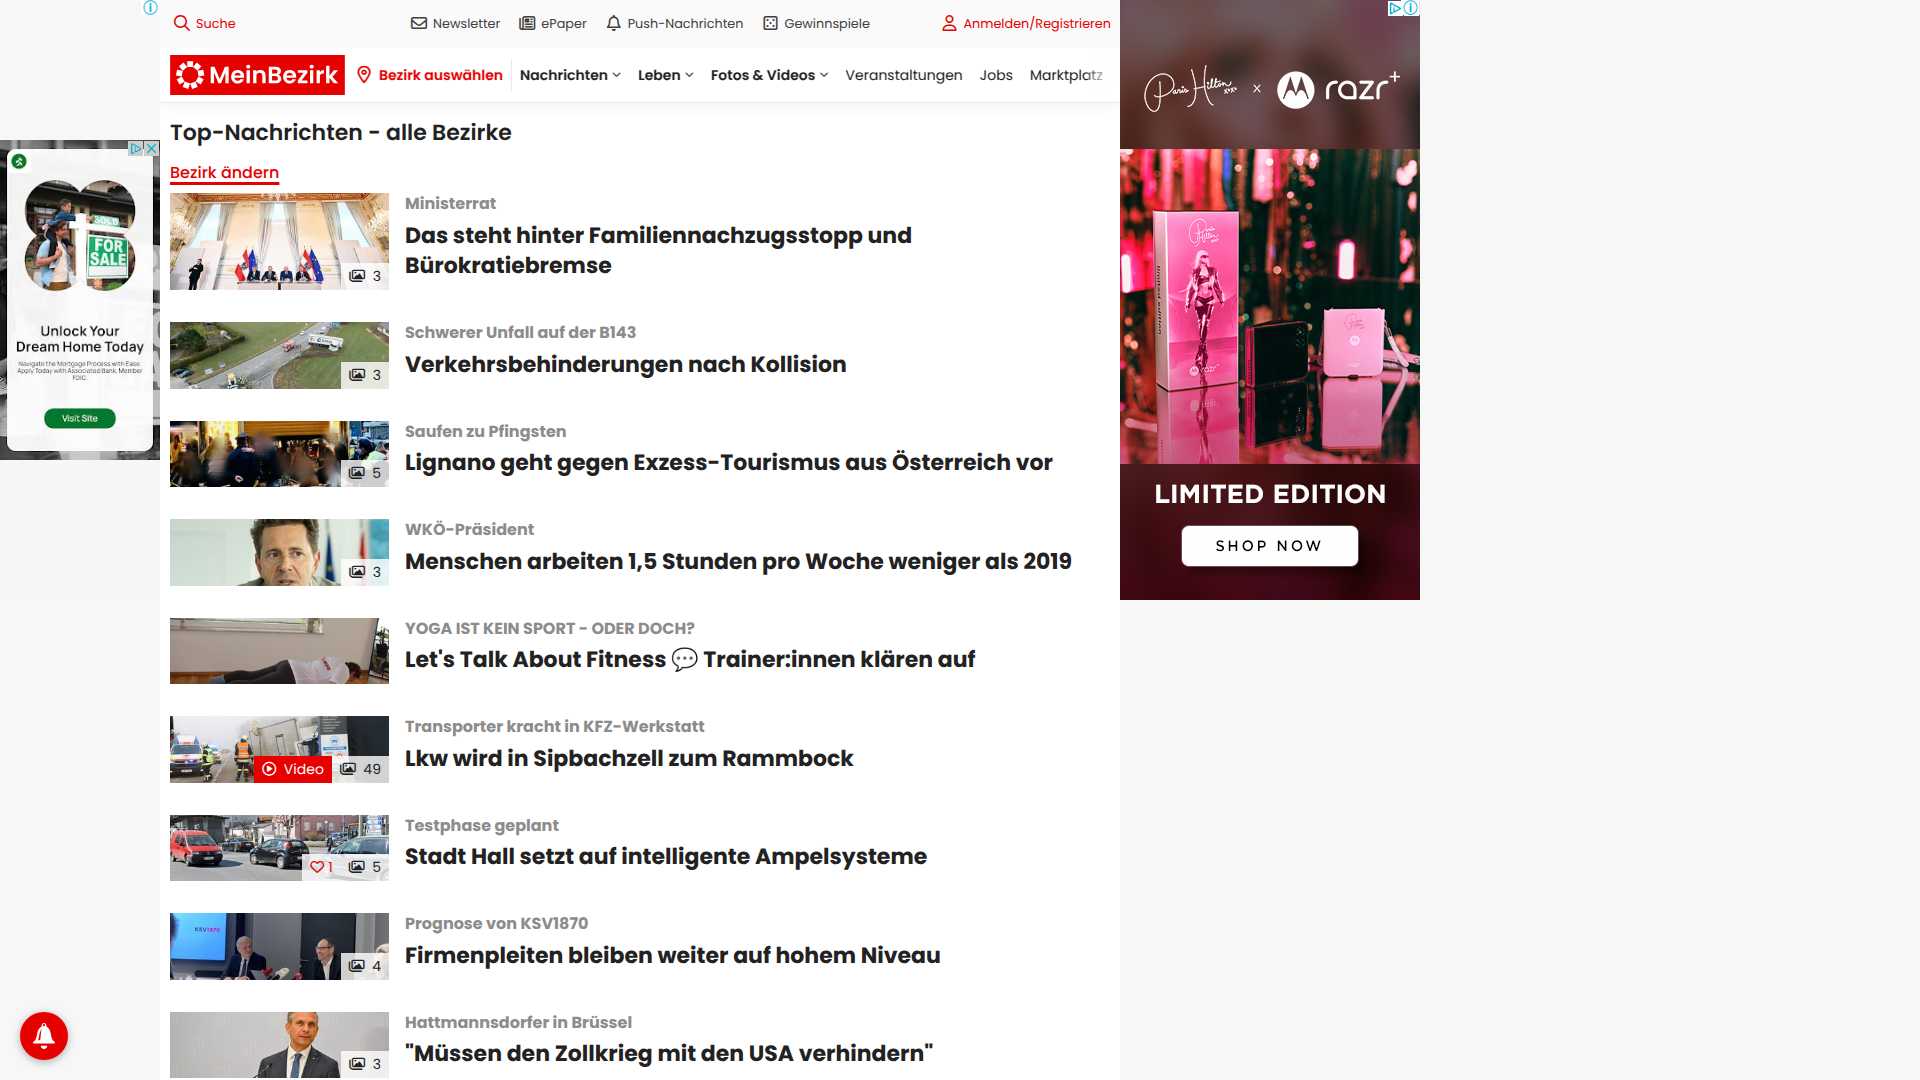 Suche
Newsletter
ePaper
Push-Nachrichten
Gewinnspiele
Anmelden/Registrieren
MeinBezirk
Bezirk auswählen
Nachrichten
Leben
Fotos & Videos
Veranstaltungen
Jobs
Marktplatz
Top-Nachrichten - alle Bezirke
Bezirk ändern
Ministerrat
Das steht hinter Familiennachzugsstopp und
Bürokratiebremse
3
Schwerer Unfall auf der B143
Verkehrsbehinderungen nach Kollision
3
Saufen zu Pfingsten
Lignano geht gegen Exzess-Tourismus aus Österreich vor
5
WKÖ-Präsident
Menschen arbeiten 1,5 Stunden pro Woche weniger als 2019
3
YOGA IST KEIN SPORT - ODER DOCH?
Let's Talk About Fitness 💬 Trainer:innen klären auf
Transporter kracht in KFZ-Werkstatt
Lkw wird in Sipbachzell zum Rammbock
Video
49
Testphase geplant
Stadt Hall setzt auf intelligente Ampelsysteme
1
5
Prognose von KSV1870
Firmenpleiten bleiben weiter auf hohem Niveau
KSV1870
4
Hattmannsdorfer in Brüssel
"Müssen den Zollkrieg mit den USA verhindern"
3
SOLD
FOR
SALE
Unlock Your
Dream Home Today
Navigate the Mortgage Process with Ease.
Apply Today with Associated Bank. Member
FDIC.
Visit Site
Paris Hilton
x
razr+
LIMITED EDITION
SHOP NOW